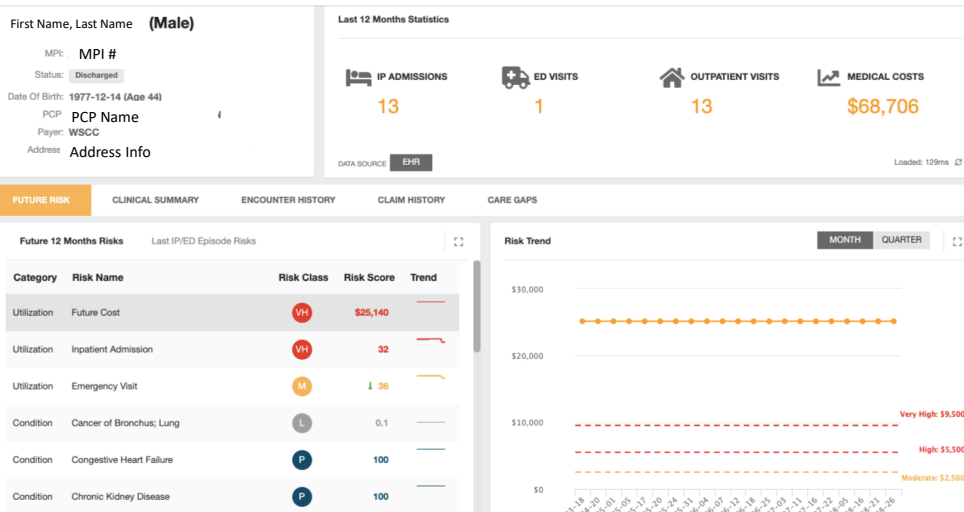 First Name, Last Name (Male)
MPI: MPI #
Status: Discharged
Date Of Birth: 1977-12-14 (Age 44)
PCP PCP Name
Payer: WSCC
Address Address Info
Last 12 Months Statistics
IP ADMISSIONS
13
ED VISITS
1
OUTPATIENT VISITS
13
MEDICAL COSTS
$68,706
DATA SOURCE EHR
Loaded: 129ms
FUTURE RISK CLINICAL SUMMARY ENCOUNTER HISTORY CLAIM HISTORY CARE GAPS
Future 12 Months Risks Last IP/ED Episode Risks
Category Risk Name Risk Class Risk Score Trend
Utilization Future Cost VH $25,140
Utilization Inpatient Admission VH 32
Utilization Emergency Visit M ↓ 36
Condition Cancer of Bronchus; Lung L 0.1
Condition Congestive Heart Failure P 100
Condition Chronic Kidney Disease P 100
Risk Trend MONTH QUARTER
$30,000
$20,000
$10,000
$0
Very High: $9,500
High: $5,500
Moderate: $2,500